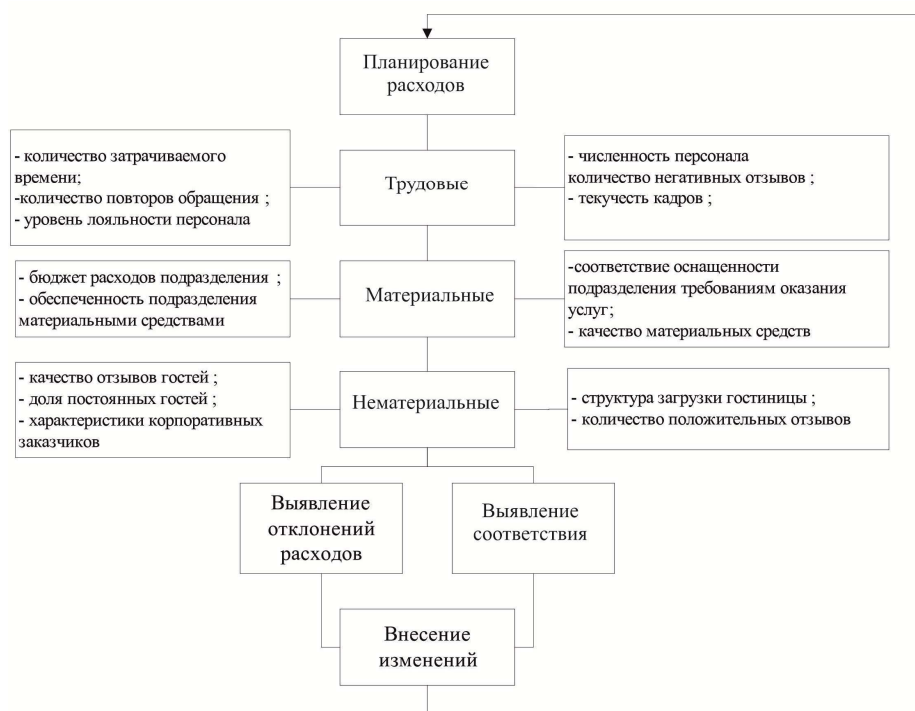 Планирование
расходов
- количество затрачиваемого
времени;
-количество повторов обращения ;
- уровень лояльности персонала
Трудовые
- численность персонала
количество негативных отзывов ;
- текучесть кадров ;
- бюджет расходов подразделения ;
- обеспеченность подразделения
материальными средствами
Материальные
-соответствие оснащенности
подразделения требованиям оказания
услуг;
- качество материальных средств
- качество отзывов гостей ;
- доля постоянных гостей ;
- характеристики корпоративных
заказчиков
Нематериальные
- структура загрузки гостиницы ;
- количество положительных отзывов
Выявление
отклонений
расходов
Выявление
соответствия
Внесение
изменений